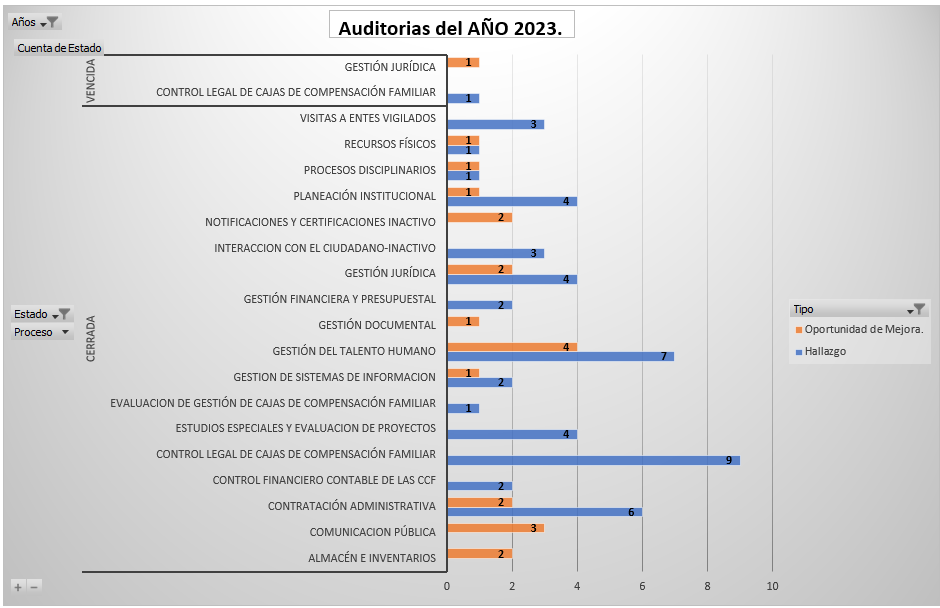 Años
Auditorias del AÑO 2023.
Cuenta de Estado
VENCIDA
GESTIÓN JURÍDICA
1
CONTROL LEGAL DE CAJAS DE COMPENSACIÓN FAMILIAR
1
CERRADA
VISITAS A ENTES VIGILADOS
3
RECURSOS FÍSICOS
1
1
PROCESOS DISCIPLINARIOS
1
1
PLANEACIÓN INSTITUCIONAL
1
4
NOTIFICACIONES Y CERTIFICACIONES INACTIVO
2
INTERACCION CON EL CIUDADANO-INACTIVO
3
GESTIÓN JURÍDICA
2
4
GESTIÓN FINANCIERA Y PRESUPUESTAL
2
GESTIÓN DOCUMENTAL
1
GESTIÓN DEL TALENTO HUMANO
4
7
GESTION DE SISTEMAS DE INFORMACION
1
2
EVALUACION DE GESTIÓN DE CAJAS DE COMPENSACIÓN FAMILIAR
1
ESTUDIOS ESPECIALES Y EVALUACION DE PROYECTOS
4
CONTROL LEGAL DE CAJAS DE COMPENSACIÓN FAMILIAR
9
CONTROL FINANCIERO CONTABLE DE LAS CCF
2
CONTRATACIÓN ADMINISTRATIVA
2
6
COMUNICACION PÚBLICA
3
ALMACÉN E INVENTARIOS
2
0 2 4 6 8 10
Estado
Proceso
Tipo
Oportunidad de Mejora.
Hallazgo
+ −